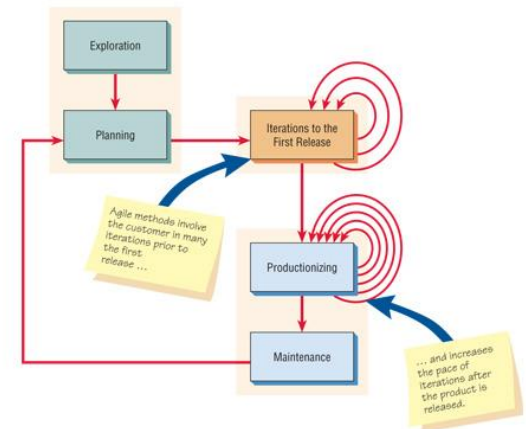 Exploration
Planning
Iterations to the
First Release
Agile methods involve
the customer in many
iterations prior to
the first
release ...
Productionizing
Maintenance
... and increases
the pace of
iterations after
the product is
released.